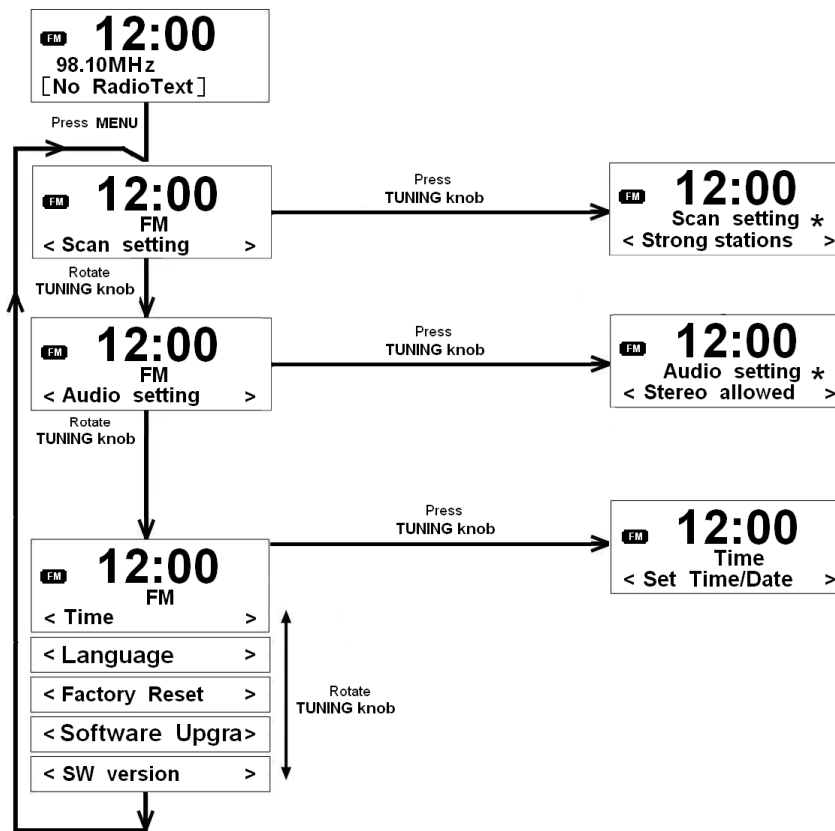 FM 12:00
98.10MHz
[No RadioText]
Press MENU
FM 12:00
FM
< Scan setting >
Press
TUNING knob
FM 12:00
Scan setting *
< Strong stations >
Rotate
TUNING knob
FM 12:00
FM
< Audio setting >
Press
TUNING knob
FM 12:00
Audio setting *
< Stereo allowed >
Rotate
TUNING knob
FM 12:00
FM
< Time >
Press
TUNING knob
FM 12:00
Time
< Set Time/Date >
< Language >
< Factory Reset >
< Software Upgra>
< SW version >
Rotate
TUNING knob